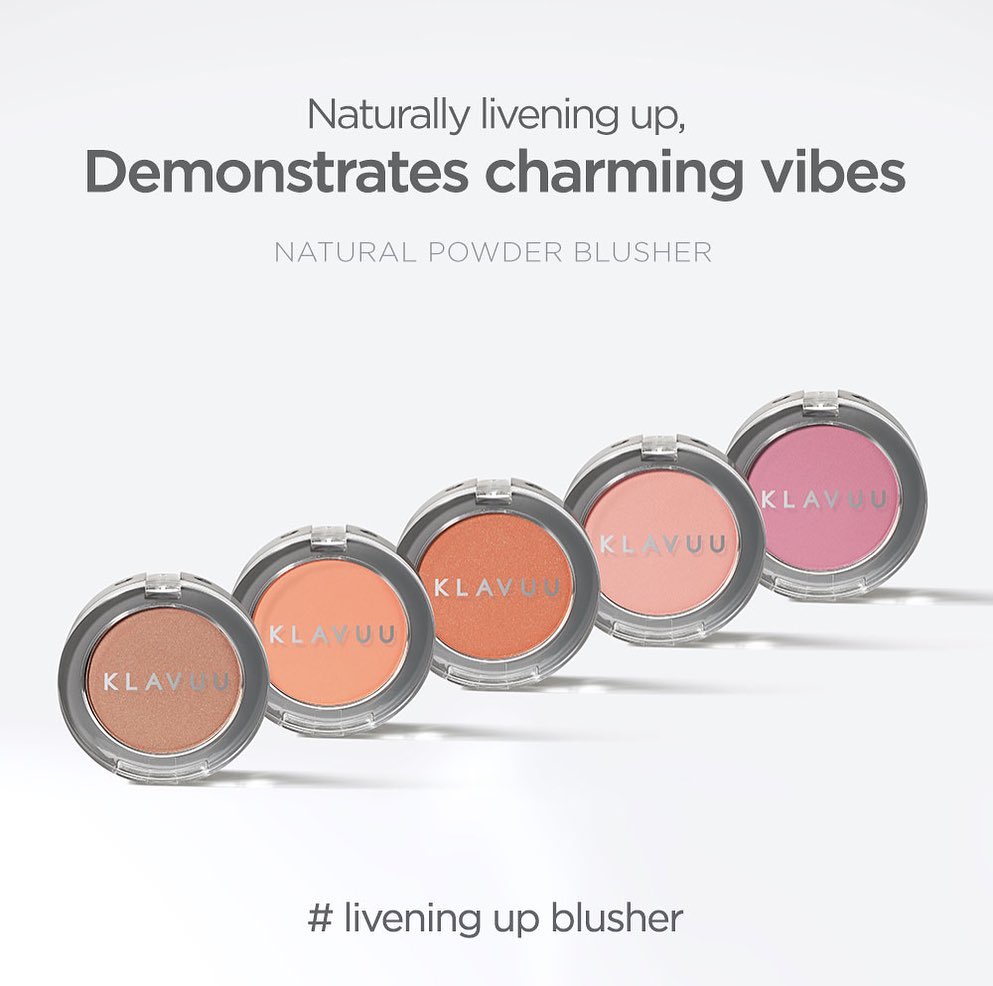 Naturally livening up,
Demonstrates charming vibes
NATURAL POWDER BLUSHER
KLAVUU
KLAVUU
KLAVUU
KLAVUU
KLAVUU
# livening up blusher